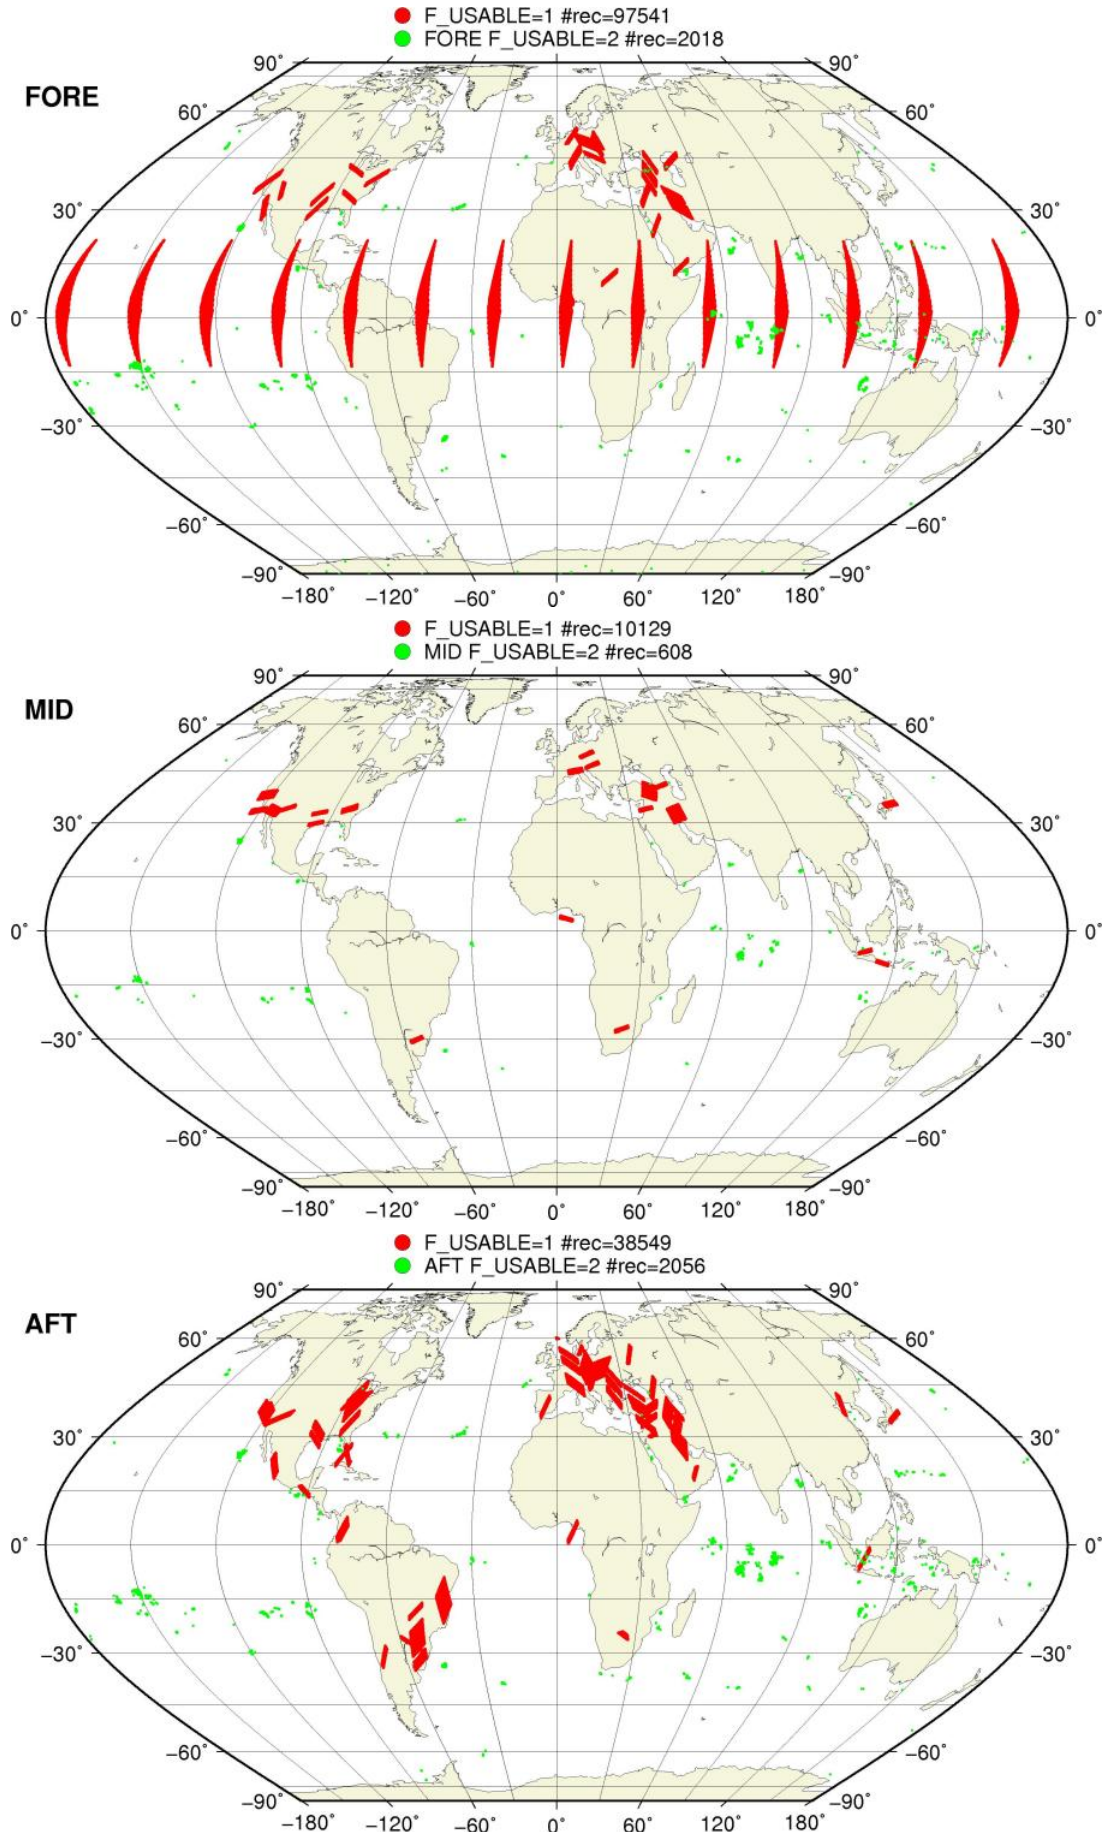 F_USABLE=1 #rec=97541
FORE F_USABLE=2 #rec=2018
FORE
90° 90°
60° 60°
30° 30°
0° 0°
−30° −30°
−60° −60°
−90° −90°
−180° −120° −60° 0° 60° 120° 180°
F_USABLE=1 #rec=10129
MID F_USABLE=2 #rec=608
MID
90° 90°
60° 60°
30° 30°
0° 0°
−30° −30°
−60° −60°
−90° −90°
−180° −120° −60° 0° 60° 120° 180°
F_USABLE=1 #rec=38549
AFT F_USABLE=2 #rec=2056
AFT
90° 90°
60° 60°
30° 30°
0° 0°
−30° −30°
−60° −60°
−90° −90°
−180° −120° −60° 0° 60° 120° 180°